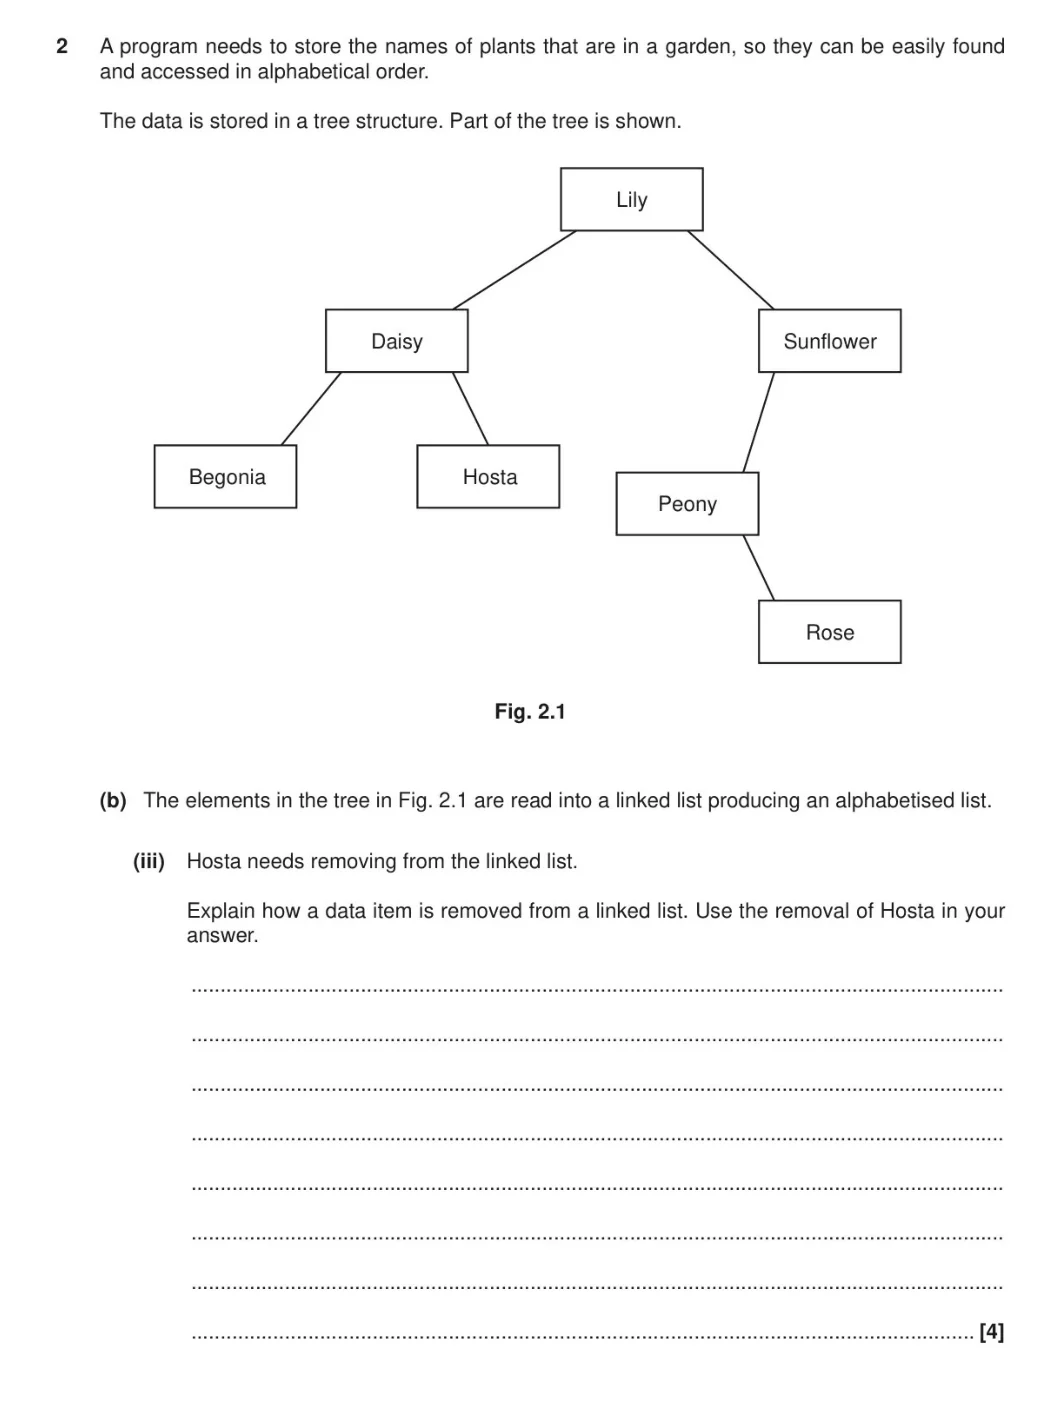 2 A program needs to store the names of plants that are in a garden, so they can be easily found
and accessed in alphabetical order.
The data is stored in a tree structure. Part of the tree is shown.
Lily
Daisy
Sunflower
Begonia
Hosta
Peony
Rose
Fig. 2.1
(b) The elements in the tree in Fig. 2.1 are read into a linked list producing an alphabetised list.
(iii) Hosta needs removing from the linked list.
Explain how a data item is removed from a linked list. Use the removal of Hosta in your
answer.
[4]